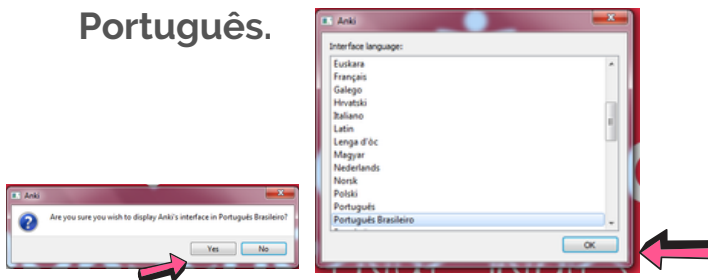 Português.
Anki
Interface language:
Euskara
Français
Galego
Hrvatski
Italiano
Latin
Lenga d'òc
Magyar
Nederlands
Norsk
Polski
Português
Português Brasileiro
OK
Anki
Are you sure you wish to display Anki's interface in Português Brasileiro?
Yes No